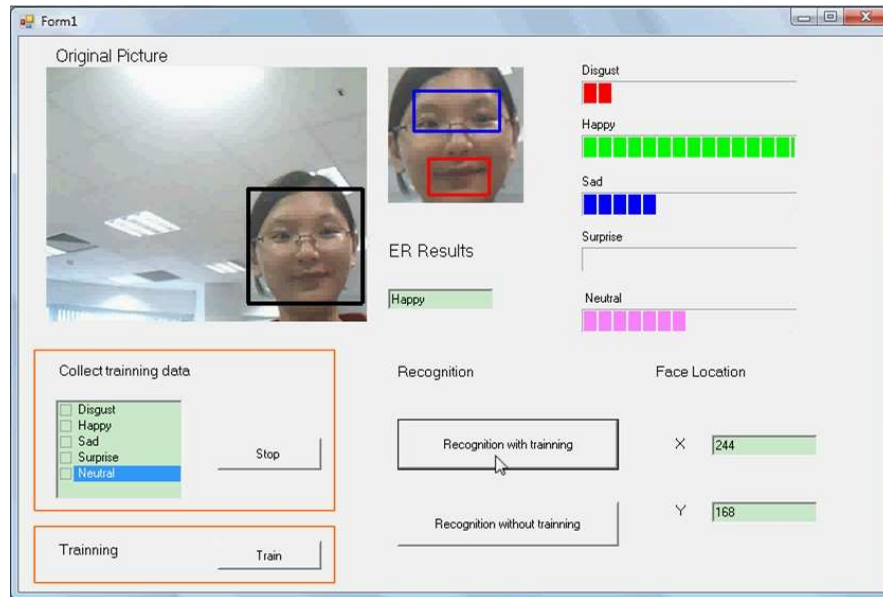 Form1
Original Picture
Disgust
Happy
Sad
Surprise
Neutral
ER Results
Happy
Collect trainning data
Disgust
Happy
Sad
Surprise
Neutral
Stop
Trainning
Train
Recognition
Recognition with trainning
Recognition without trainning
Face Location
X
244
Y
168